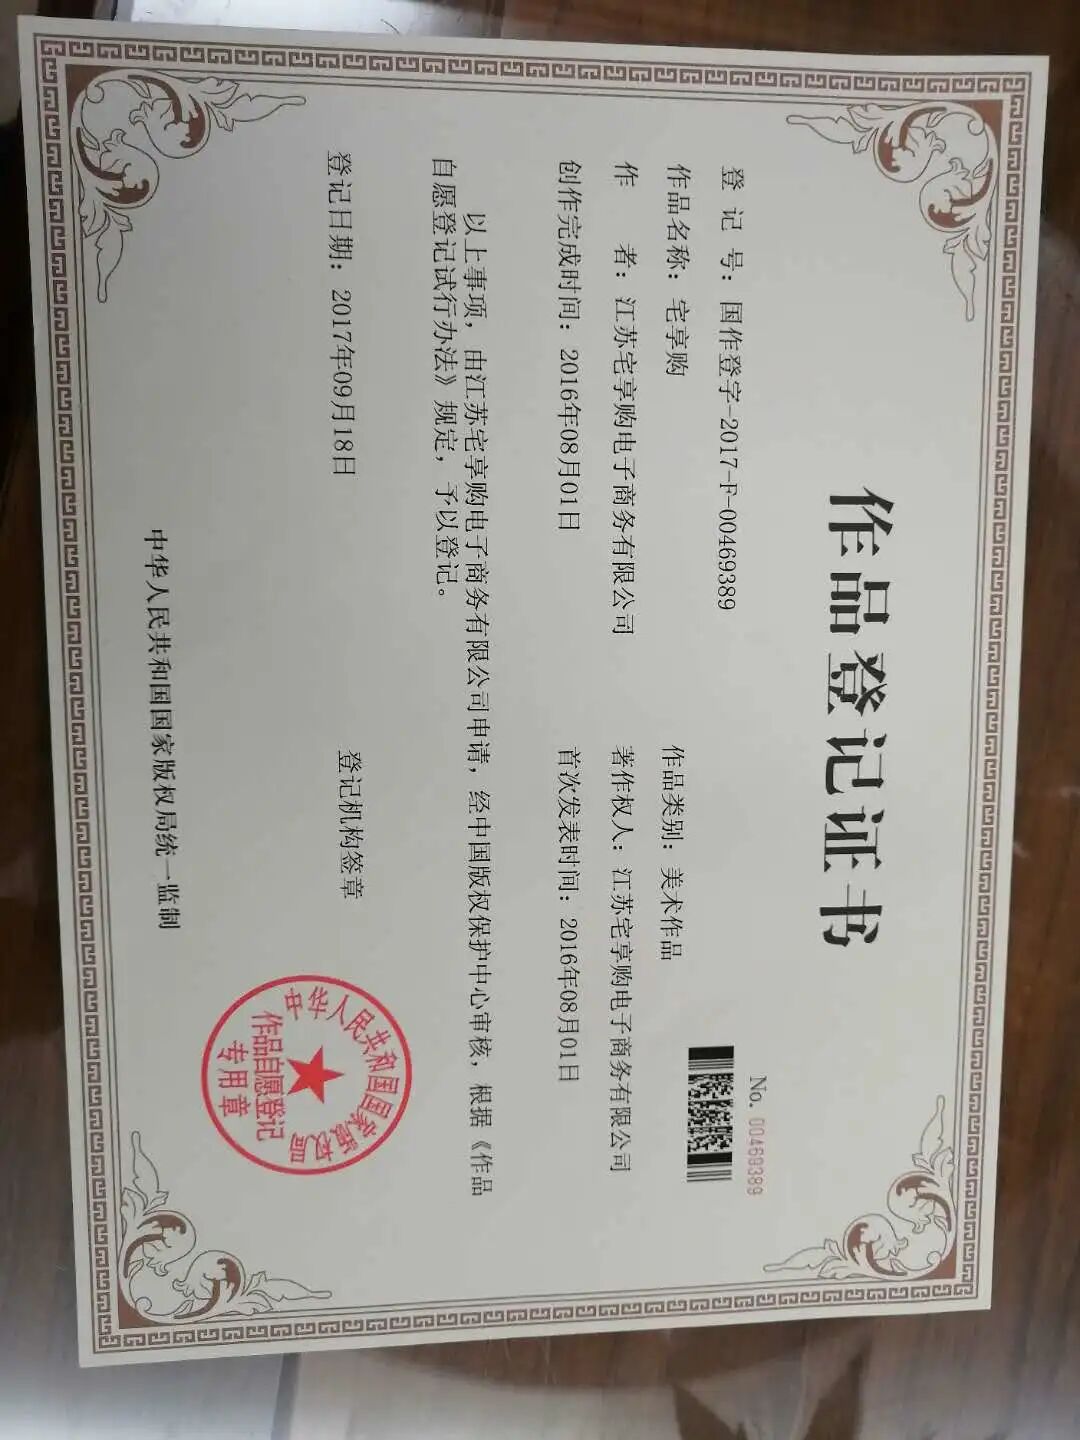 作品登记证书
No. 00469389
登 记 号：国作登字-2017-F-00469389
作品名称：宅享购
作品类别：美术作品
作 者：江苏宅享购电子商务有限公司
著作权人：江苏宅享购电子商务有限公司
创作完成时间：2016年08月01日
首次发表时间：2016年08月01日
以上事项，由江苏宅享购电子商务有限公司申请，经中国版权保护中心审核，根据《作品
自愿登记试行办法》规定，予以登记。
登记日期：2017年09月18日
登记机构签章
中华人民共和国国家版权局
作品自愿登记
专用章
中华人民共和国国家版权局统一监制